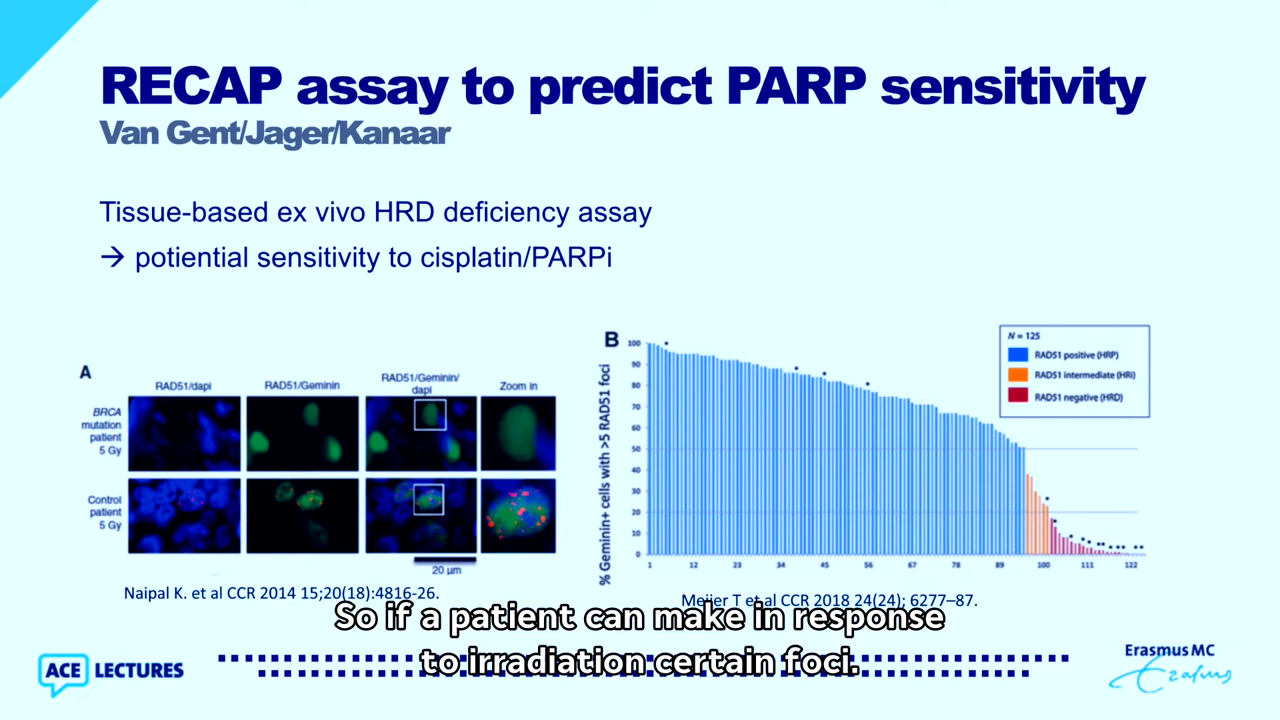 RECAP assay to predict PARP sensitivity
Van Gent/Jager/Kanaar
Tissue-based ex vivo HRD deficiency assay
→ potiential sensitivity to cisplatin/PARPi
A
RAD51/dapi
RAD51/Geminin
RAD51/Geminin/
dapi
Zoom in
BRCA
mutation
patient
5 Gy
Control
patient
5 Gy
20 μm
Naipal K. et al CCR 2014 15;20(18):4816-26.
B
% Geminin+ cells with >5 RAD51 foci
100
90
80
70
60
50
40
30
20
10
0
1
12
23
34
45
56
67
78
89
100
111
122
N = 125
RAD51 positive (HRP)
RAD51 intermediate (HRI)
RAD51 negative (HRD)
Meijer T et al CCR 2018 24(24); 6277–87.
So if a patient can make in response
to irradiation certain foci.
ACE LECTURES
Erasmus MC
Erasmus